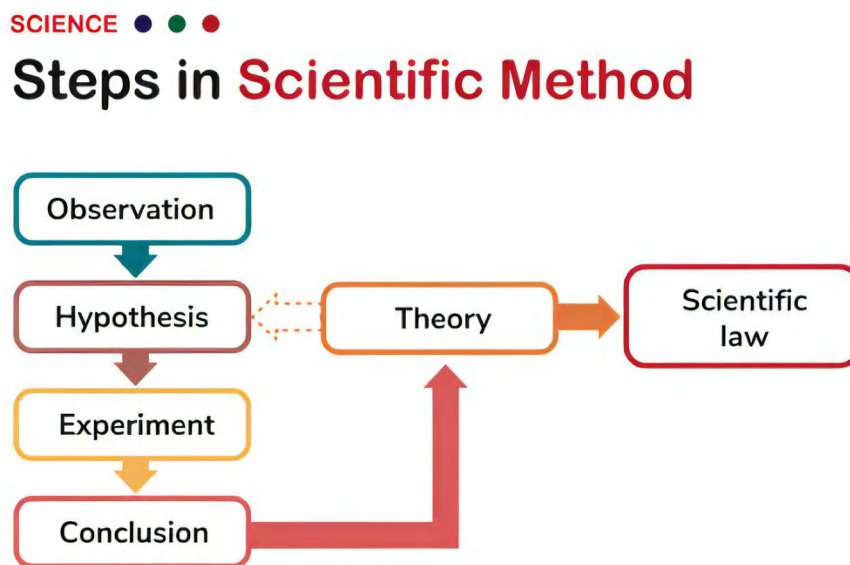 SCIENCE
Steps in Scientific Method
Observation
Hypothesis
Theory
Scientific
law
Experiment
Conclusion